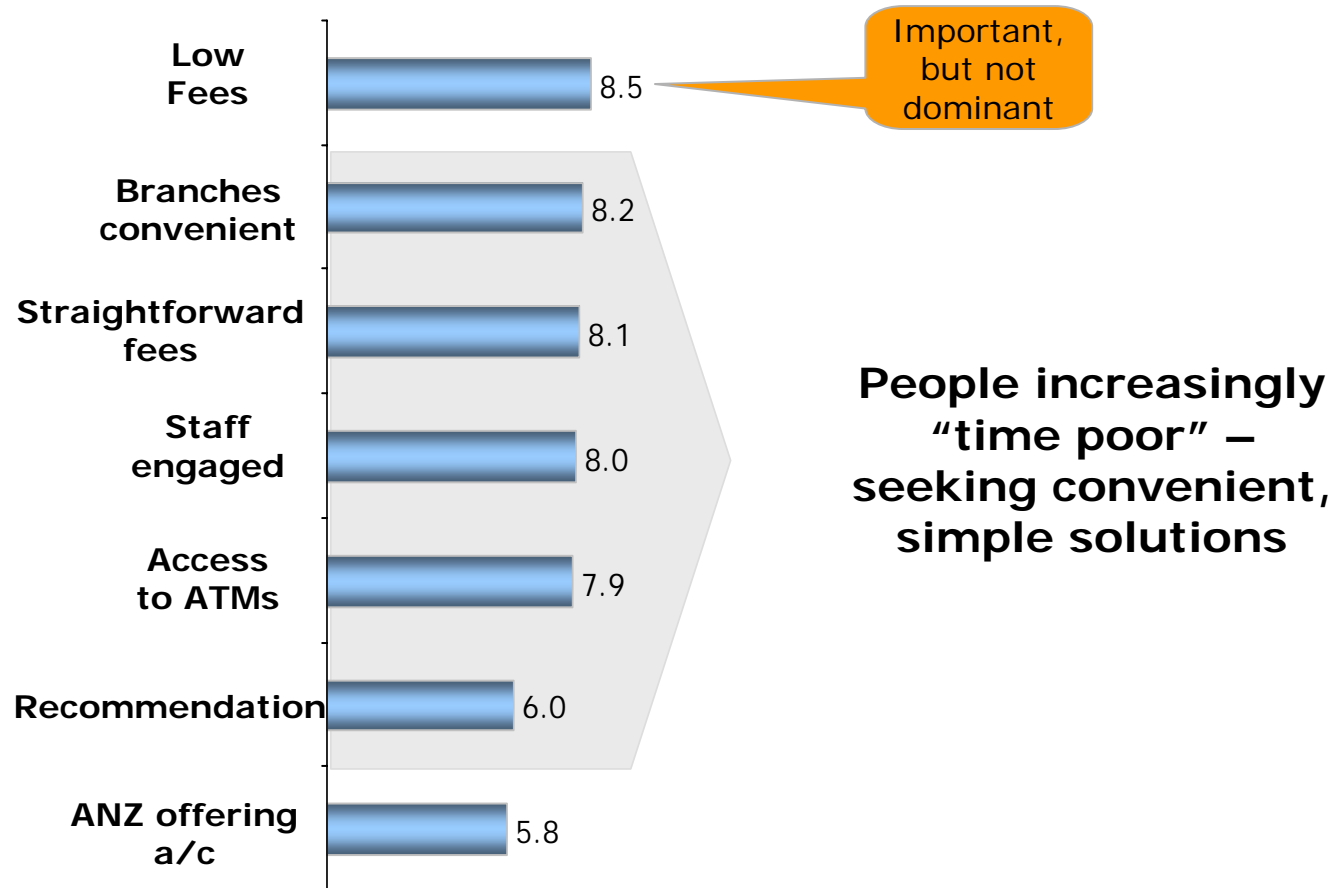 Low
Fees
8.5
Important,
but not
dominant
Branches
convenient
8.2
Straightforward
fees
8.1
Staff
engaged
8.0
Access
to ATMs
7.9
Recommendation
6.0
ANZ offering
a/c
5.8
People increasingly
“time poor” –
seeking convenient,
simple solutions